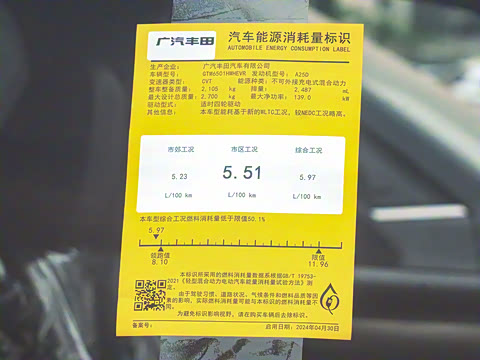 广汽丰田
汽车能源消耗量标识
AUTOMOBILE ENERGY CONSUMPTION LABEL
生产企业： 广汽丰田汽车有限公司
车辆型号： GTM6501HWHEVR 发动机型号： A25D
变速器类型： CVT 能源种类：不可外接充电式混合动力
整车整备质量： 2,105 kg 排量： 2,487 mL
最大设计总质量： 2,700 kg 最大净功率： 139.0 kW
驱动型式： 适时四轮驱动
其他信息： 本车型能耗基于新的WLTC工况，较NEDC工况略高。
市郊工况 市区工况 综合工况
5.23 5.51 5.97
L/100 km L/100 km L/100 km
本车型综合工况燃料消耗量低于限值50.1%
5.97
领跑值 限值
8.10 11.96
本标识所采用的燃料消耗量数据系根据GB/T 19753-
2021《轻型混合动力电动汽车能量消耗量试验方法》测
定。
由于驾驶习惯、道路状况、气候条件和燃料品质等因
素的影响，实际燃料消耗量可能与本标识的燃料消耗量不
同。
为避免标识影响视野，请在购买车辆后去除标识。
备案号： 启用日期：2024年04月30日